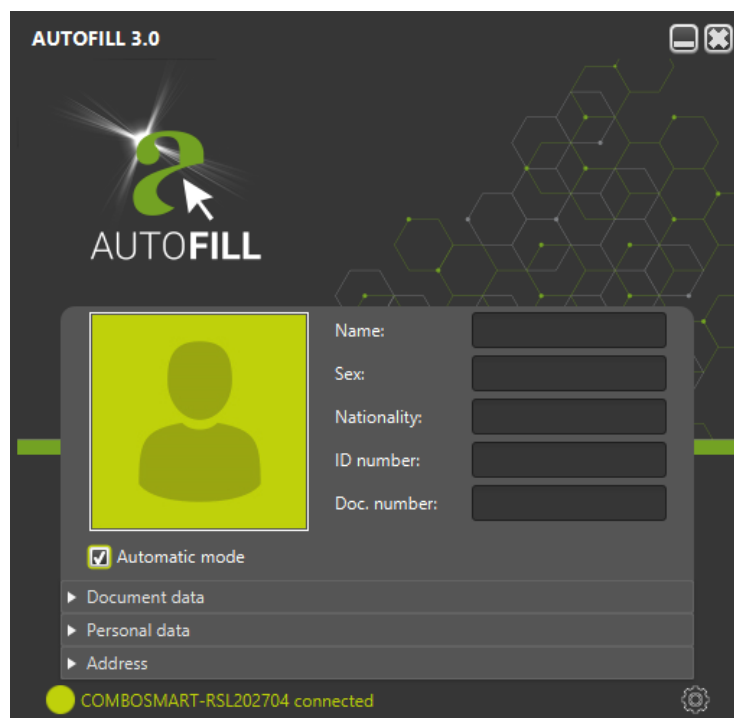 AUTOFILL 3.0
AUTOFILL
Name:
Sex:
Nationality:
ID number:
Doc. number:
Automatic mode
Document data
Personal data
Address
COMBOSMART-RSL202704 connected